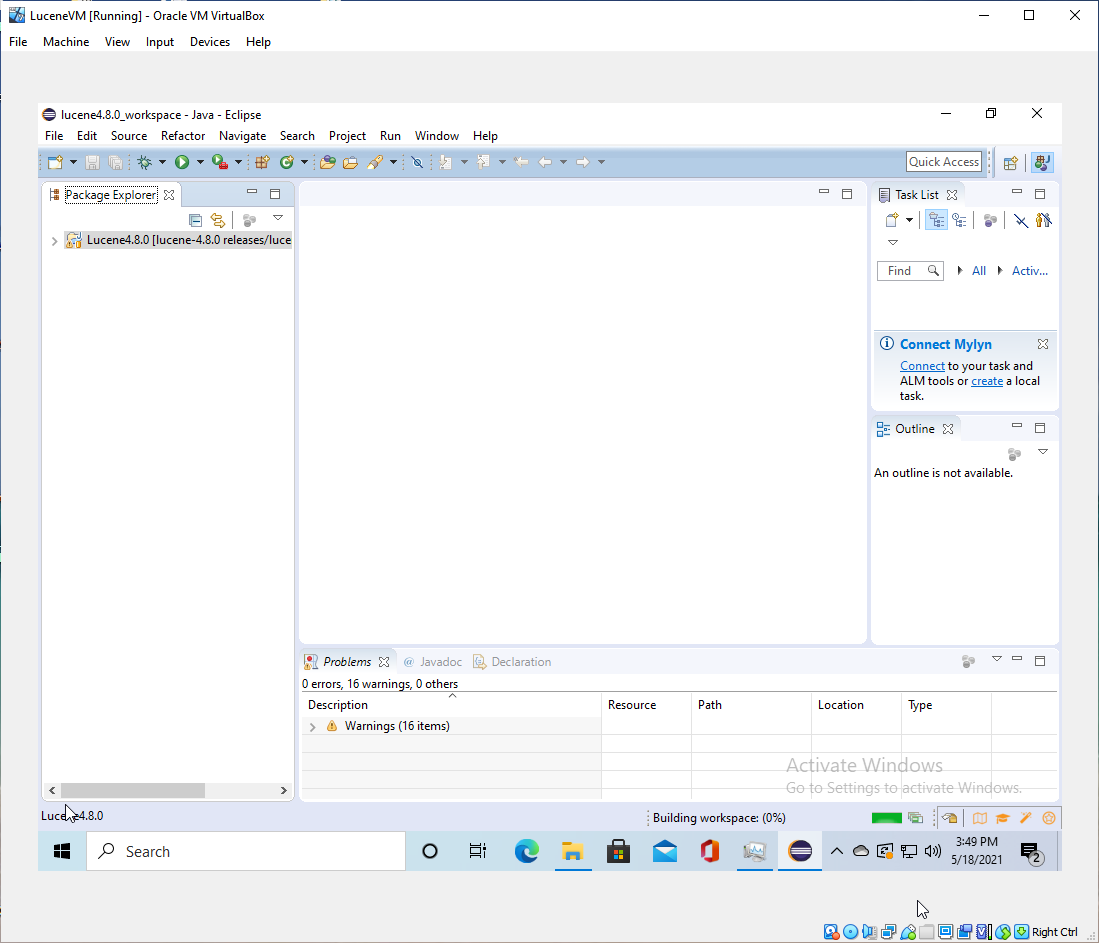 LuceneVM [Running] - Oracle VM VirtualBox
File Machine View Input Devices Help
lucene4.8.0_workspace - Java - Eclipse
File Edit Source Refactor Navigate Search Project Run Window Help
Quick Access
Package Explorer
Lucene4.8.0 [lucene-4.8.0 releases/luce
Task List
Find All Activ...
Connect Mylyn
Connect to your task and
ALM tools or create a local
task.
Outline
An outline is not available.
Problems @ Javadoc Declaration
0 errors, 16 warnings, 0 others
Description Resource Path Location Type
Warnings (16 items)
Activate Windows
Go to Settings to activate Windows.
Lucene4.8.0
Building workspace: (0%)
Search
3:49 PM
5/18/2021
2
Right Ctrl